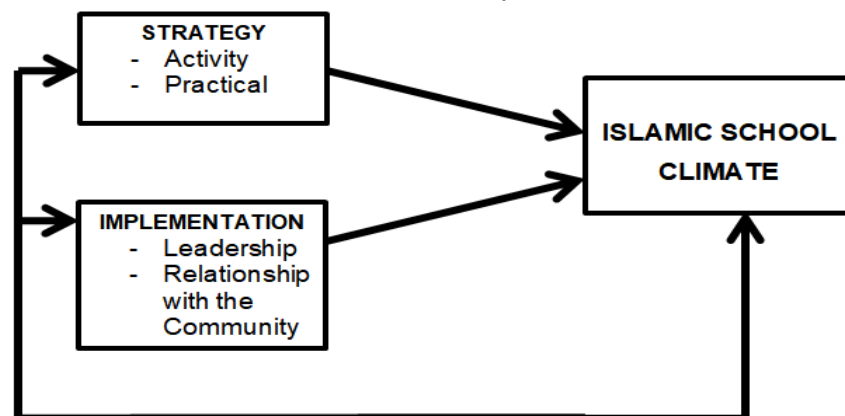 STRATEGY
- Activity
- Practical
IMPLEMENTATION
- Leadership
- Relationship
with the
Community
ISLAMIC SCHOOL
CLIMATE